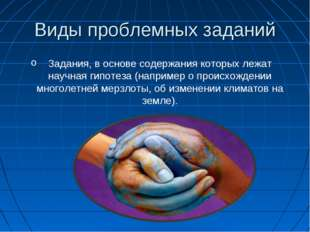 Виды проблемных заданий
o Задания, в основе содержания которых лежат
научная гипотеза (например о происхождении
многолетней мерзлоты, об изменении климатов на
земле).